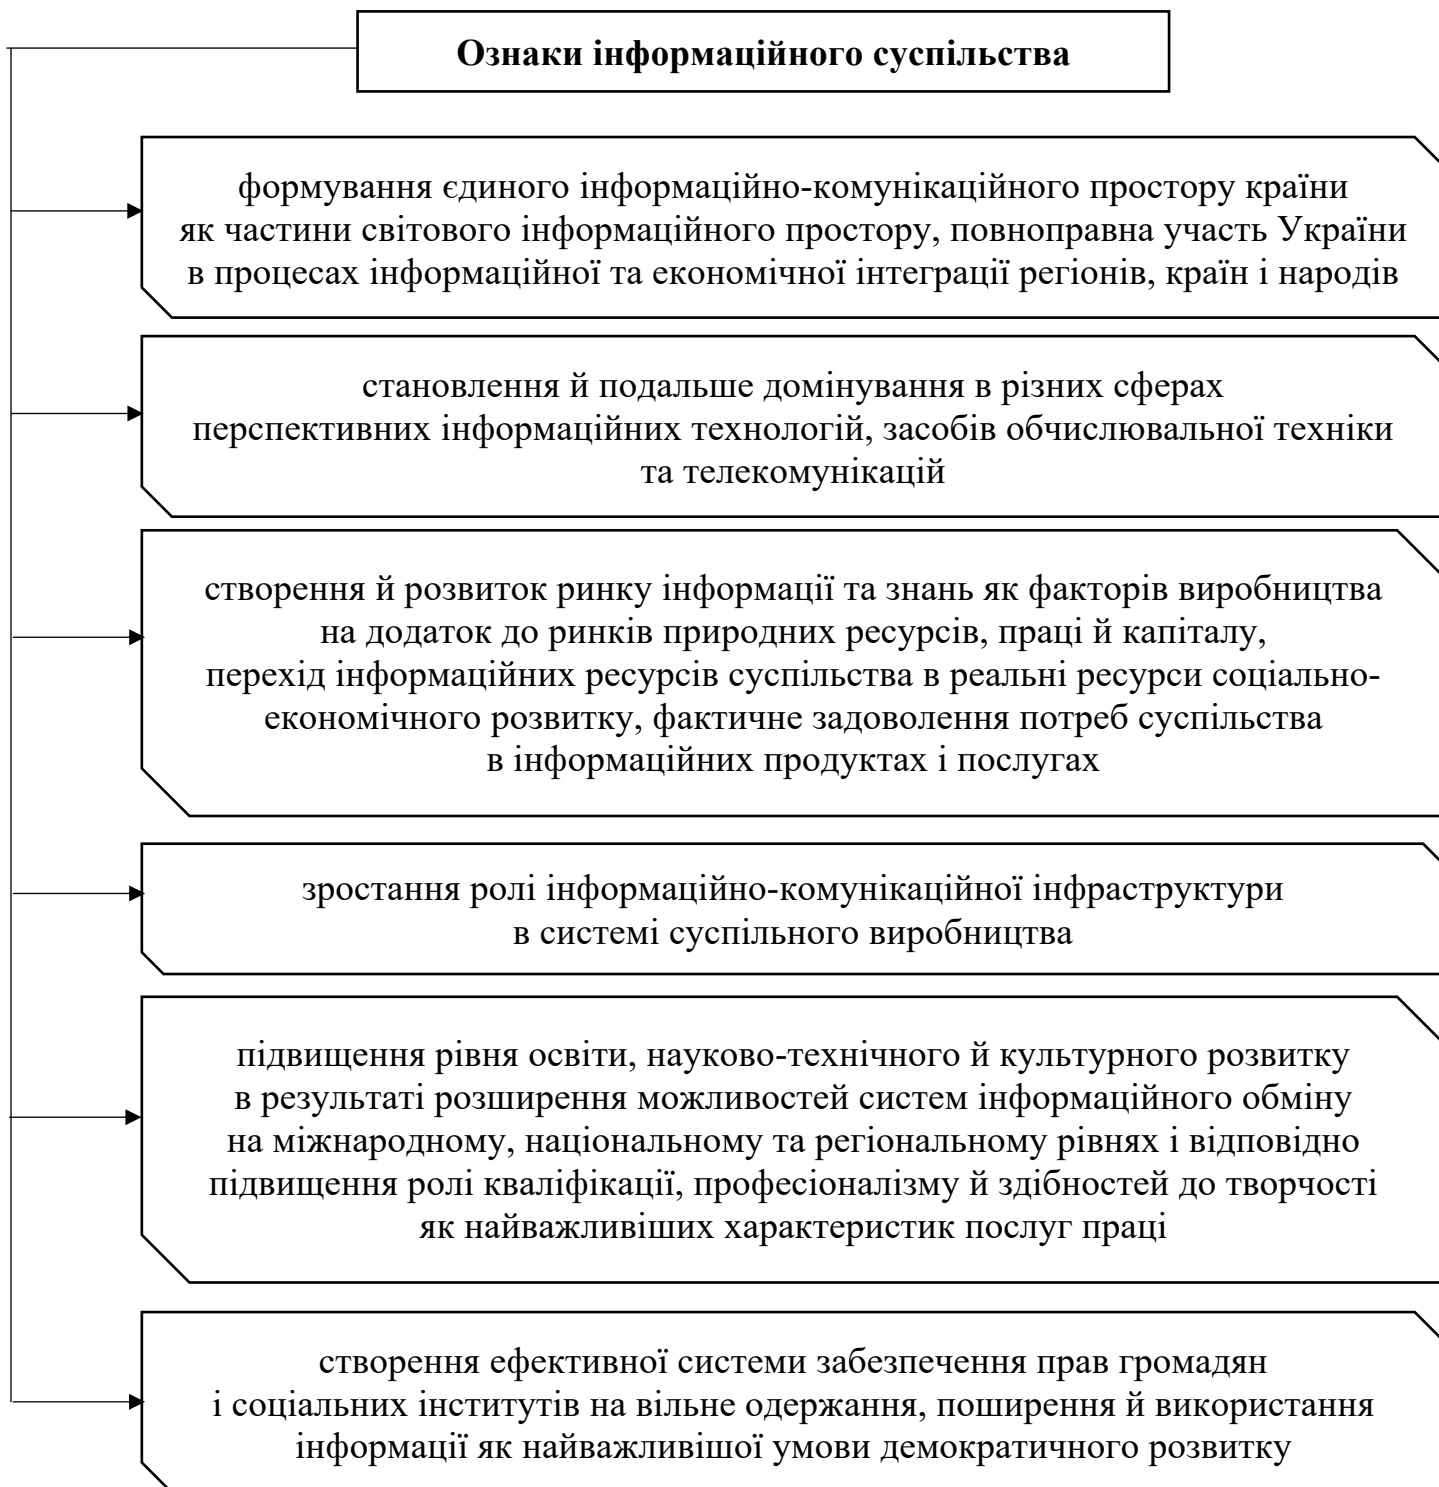 Ознаки інформаційного суспільства
формування єдиного інформаційно-комунікаційного простору країни
як частини світового інформаційного простору, повноправна участь України
в процесах інформаційної та економічної інтеграції регіонів, країн і народів
становлення й подальше домінування в різних сферах
перспективних інформаційних технологій, засобів обчислювальної техніки
та телекомунікацій
створення й розвиток ринку інформації та знань як факторів виробництва
на додаток до ринків природних ресурсів, праці й капіталу,
перехід інформаційних ресурсів суспільства в реальні ресурси соціально-
економічного розвитку, фактичне задоволення потреб суспільства
в інформаційних продуктах і послугах
зростання ролі інформаційно-комунікаційної інфраструктури
в системі суспільного виробництва
підвищення рівня освіти, науково-технічного й культурного розвитку
в результаті розширення можливостей систем інформаційного обміну
на міжнародному, національному та регіональному рівнях і відповідно
підвищення ролі кваліфікації, професіоналізму й здібностей до творчості
як найважливіших характеристик послуг праці
створення ефективної системи забезпечення прав громадян
і соціальних інститутів на вільне одержання, поширення й використання
інформації як найважливішої умови демократичного розвитку